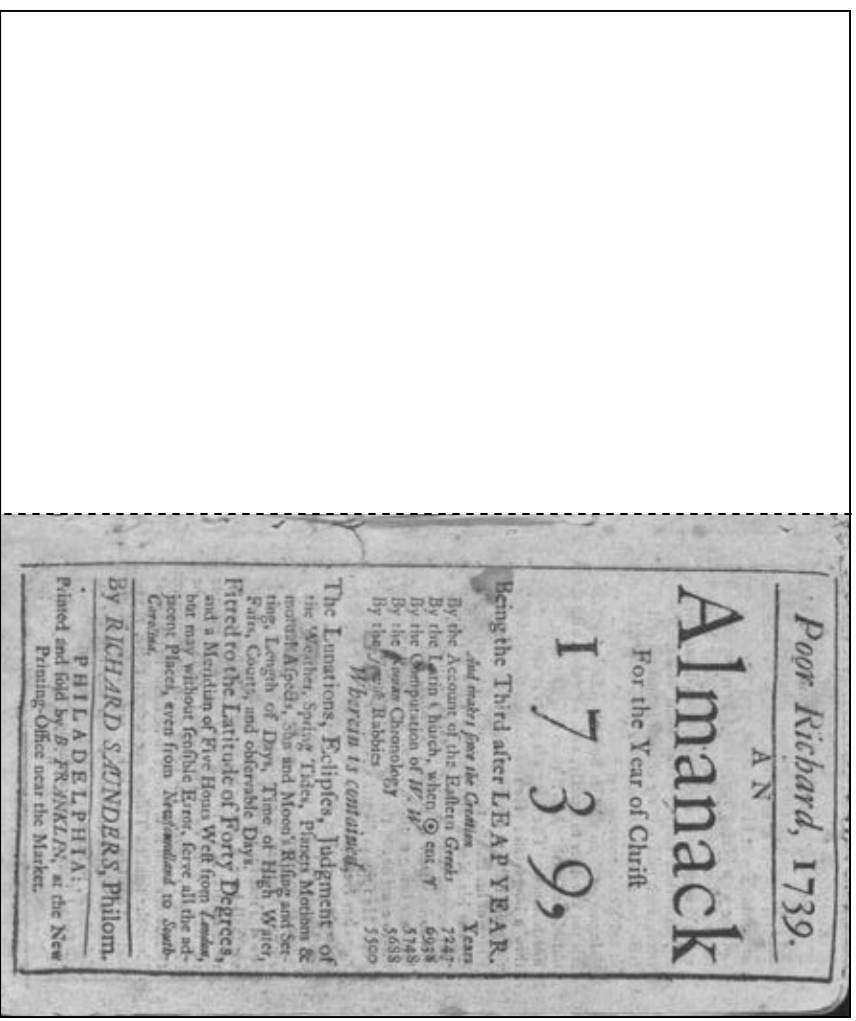 Poor Richard, 1739.
AN
Almanack
For the Year of Chriſt
1739,
Being the Third after LEAP YEAR.
And makes ſince the Creation Years
By the Account of the Eaſtern Greeks 7247
By the Latin Church, when ☉ ent. ♈ 6938
By the Computation of W. W. 5748
By the Roman Chronology 5688
By the Jewiſh Rabbies 5500
Wherein is contained,
The Lunations, Eclipſes, Judgment of
the Weather, Spring Tides, Planets Motions &
mutual Aſpects, Sun and Moon's Riſing and Set-
ting, Length of Days, Time of High Water,
Fairs, Courts, and obſervable Days.
Fitted to the Latitude of Forty Degrees,
and a Meridian of Five Hours Weſt from London,
but may without ſenſible Error, ſerve all the ad-
jacent Places, even from Newfoundland to South-
Carolina.
By RICHARD SAUNDERS, Philom.
PHILADELPHIA:
Printed and ſold by B. FRANKLIN, at the New
Printing-Office near the Market.